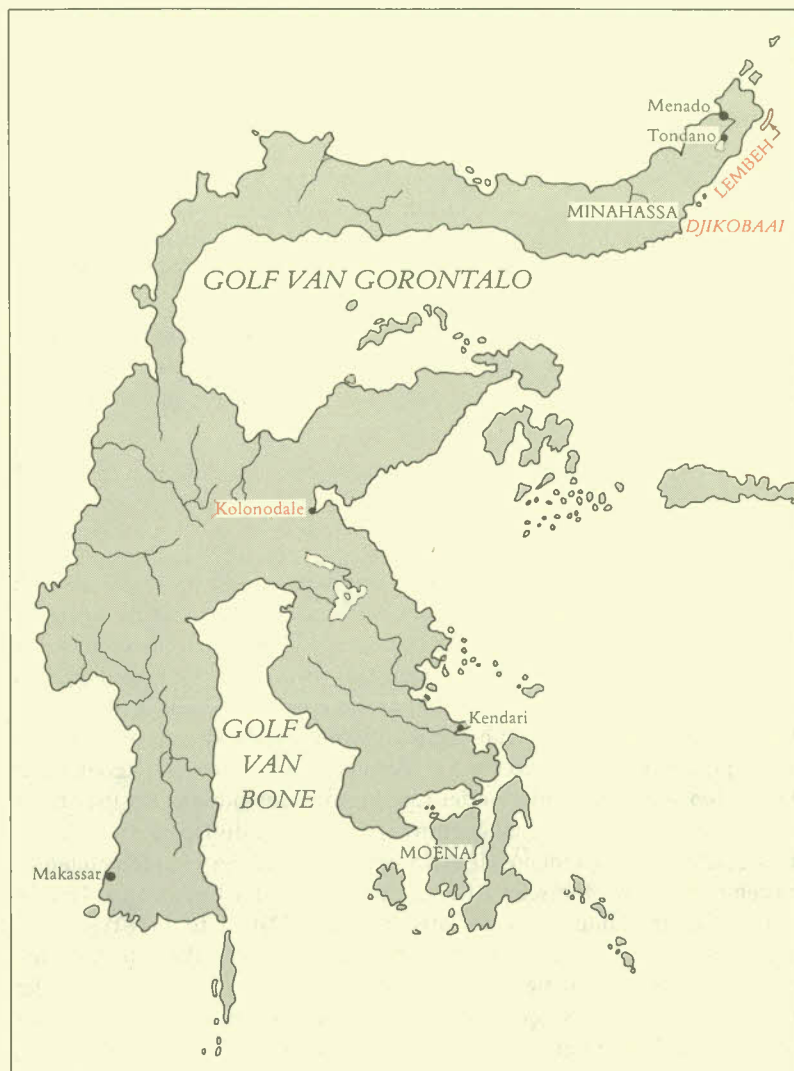 Menado
Tondano
LEMBEH
MINAHASSA
DJIKOBAAI
GOLF VAN GORONTALO
Kolonodale
Kendari
GOLF
VAN
BONE
MOENA
Makassar